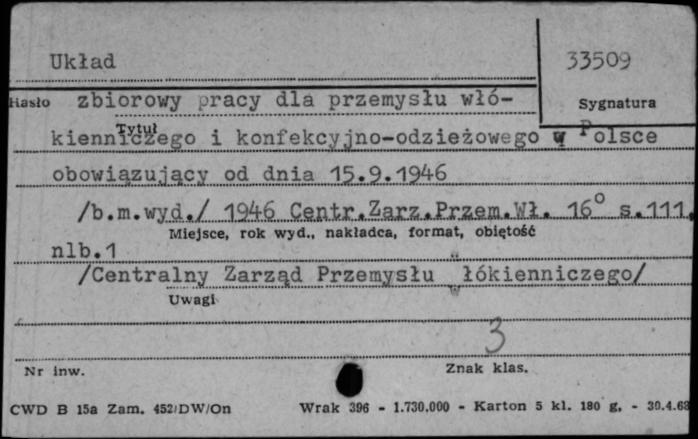 Układ 33509
Hasło zbiorowy pracy dla przemysłu włó- Sygnatura
Tytuł
kienniczego i konfekcyjno-odzieżowego w Polsce
obowiązujący od dnia 15.9.1946
/b.m.wyd./ 1946 Centr.Zarz.Przem.Wł. 16° s.111,
Miejsce, rok wyd., nakładca, format, objętość
nlb.1
/Centralny Zarząd Przemysłu Włókienniczego/
Uwagi
3
Nr inw. Znak klas.
CWD B 15a Zam. 452/DW/On Wrak 396 - 1.730.000 - Karton 5 kl. 180 g. - 30.4.63